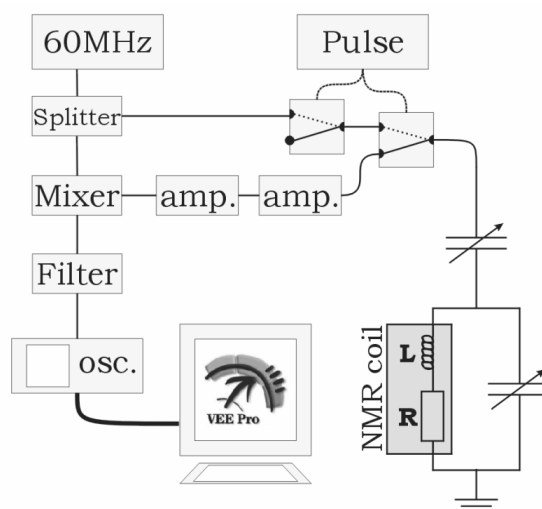 60MHz
Pulse
Splitter
Mixer
amp.
amp.
Filter
osc.
VEE Pro
NMR coil
L
R